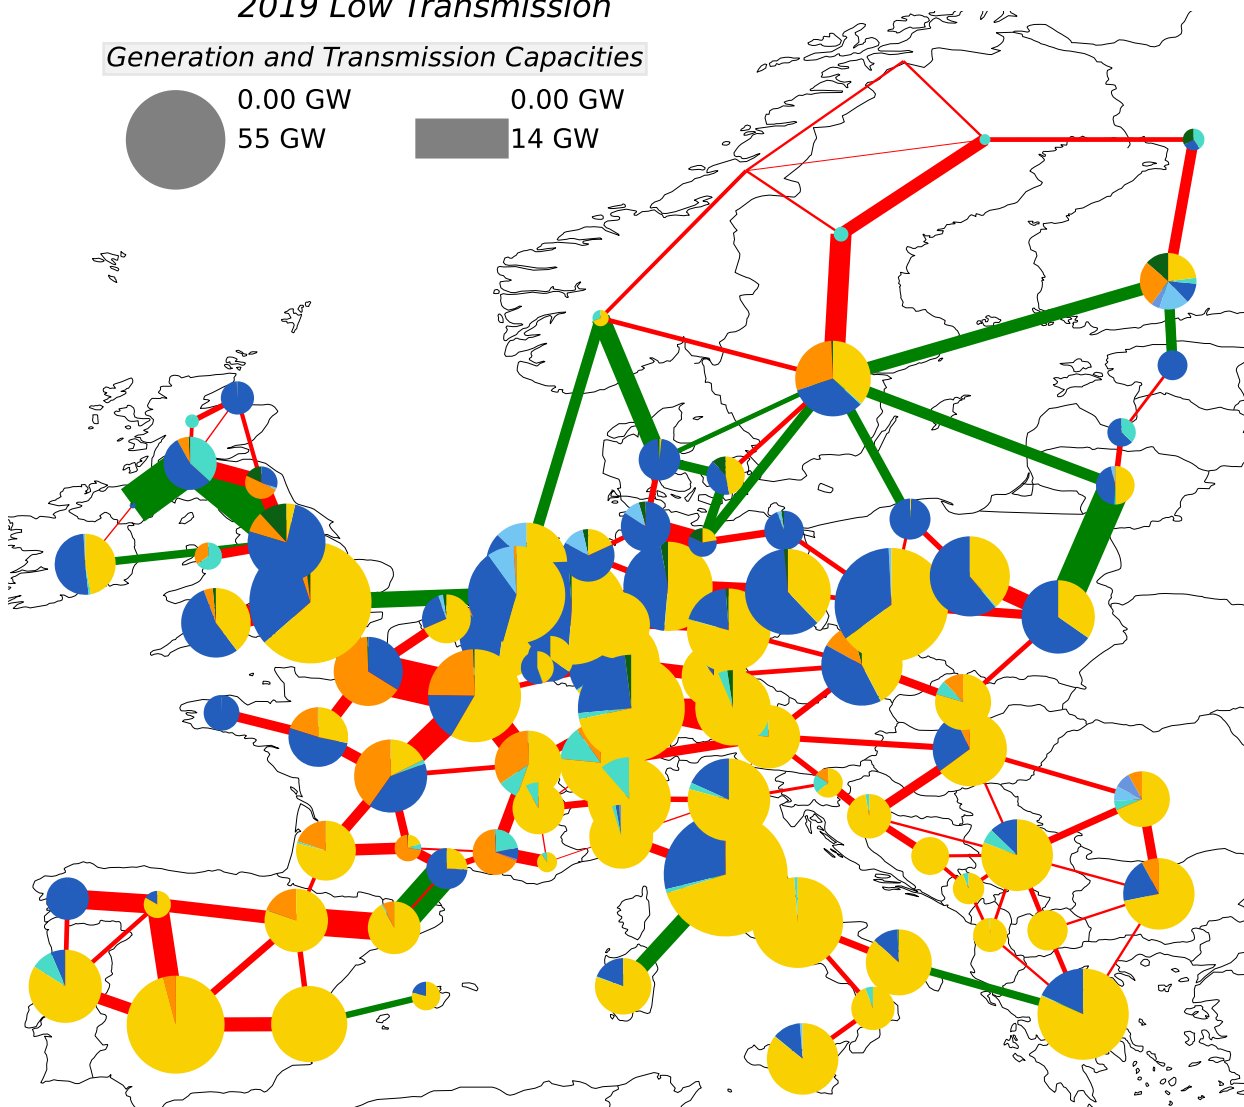 2019 Low Transmission
Generation and Transmission Capacities
0.00 GW 0.00 GW
55 GW 14 GW